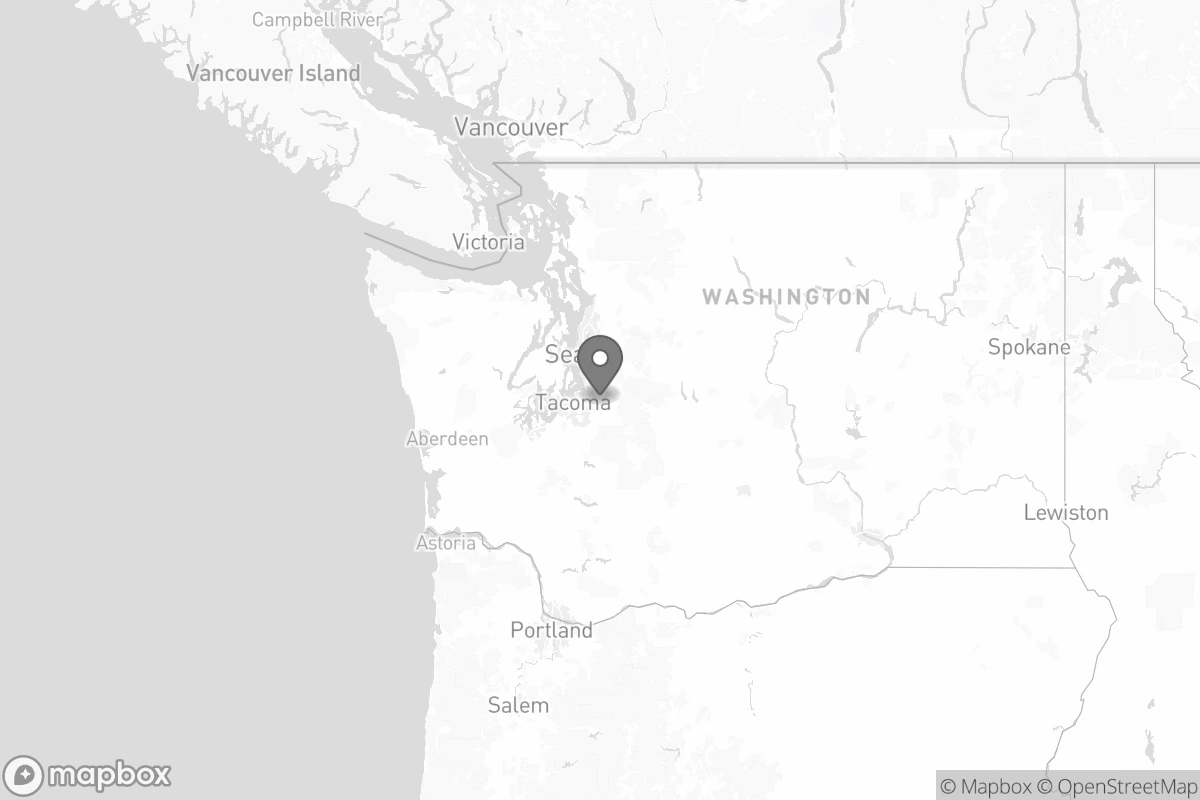 Campbell River
Vancouver Island
Vancouver
Victoria
WASHINGTON
Spokane
Sea
Tacoma
Aberdeen
Lewiston
Astoria
Portland
Salem
mapbox
© Mapbox © OpenStreetMap